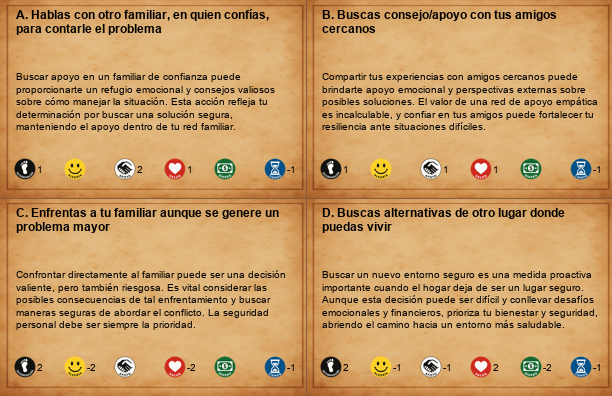 A. Hablas con otro familiar, en quien confías,
para contarle el problema
Buscar apoyo en un familiar de confianza puede
proporcionarte un refugio emocional y consejos valiosos
sobre cómo manejar la situación. Esta acción refleja tu
determinación por buscar una solución segura,
manteniendo el apoyo dentro de tu red familiar.
1 2 1 -1
B. Buscas consejo/apoyo con tus amigos
cercanos
Compartir tus experiencias con amigos cercanos puede
brindarte apoyo emocional y perspectivas externas sobre
posibles soluciones. El valor de una red de apoyo empática
es incalculable, y confiar en tus amigos puede fortalecer tu
resiliencia ante situaciones difíciles.
1 1 1 -1
C. Enfrentas a tu familiar aunque se genere un
problema mayor
Confrontar directamente al familiar puede ser una decisión
valiente, pero también riesgosa. Es vital considerar las
posibles consecuencias de tal enfrentamiento y buscar
maneras seguras de abordar el conflicto. La seguridad
personal debe ser siempre la prioridad.
2 -2 -2 -1
D. Buscas alternativas de otro lugar donde
puedas vivir
Buscar un nuevo entorno seguro es una medida proactiva
importante cuando el hogar deja de ser un lugar seguro.
Aunque esta decisión puede ser difícil y conllevar desafíos
emocionales y financieros, prioriza tu bienestar y seguridad,
abriendo el camino hacia un entorno más saludable.
2 -1 -1 2 -2 -1